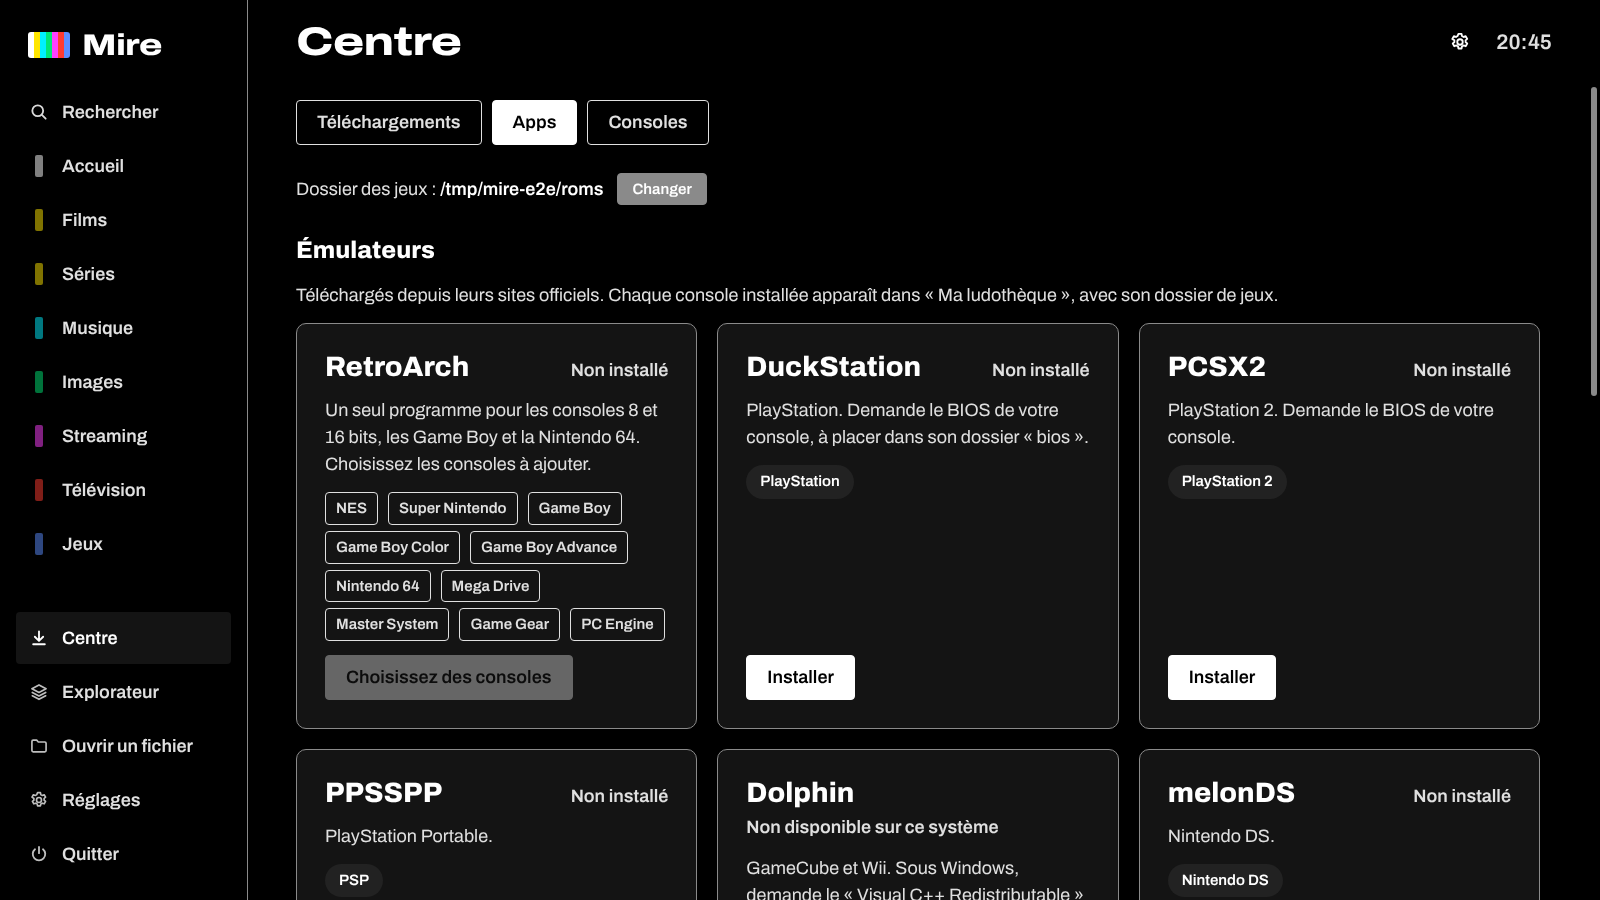 Mire
Rechercher
Accueil
Films
Séries
Musique
Images
Streaming
Télévision
Jeux
Centre
Explorateur
Ouvrir un fichier
Réglages
Quitter
Centre
20:45
Téléchargements
Apps
Consoles
Dossier des jeux : /tmp/mire-e2e/roms
Changer
Émulateurs
Téléchargés depuis leurs sites officiels. Chaque console installée apparaît dans « Ma ludothèque », avec son dossier de jeux.
RetroArch
Non installé
Un seul programme pour les consoles 8 et
16 bits, les Game Boy et la Nintendo 64.
Choisissez les consoles à ajouter.
NES
Super Nintendo
Game Boy
Game Boy Color
Game Boy Advance
Nintendo 64
Mega Drive
Master System
Game Gear
PC Engine
Choisissez des consoles
DuckStation
Non installé
PlayStation. Demande le BIOS de votre
console, à placer dans son dossier « bios ».
PlayStation
Installer
PCSX2
Non installé
PlayStation 2. Demande le BIOS de votre
console.
PlayStation 2
Installer
PPSSPP
Non installé
PlayStation Portable.
PSP
Dolphin
Non disponible sur ce système
GameCube et Wii. Sous Windows,
demande le « Visual C++ Redistributable »
melonDS
Non installé
Nintendo DS.
Nintendo DS